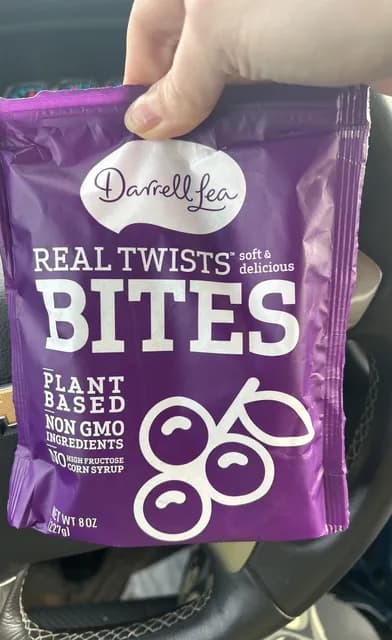 Darrell Lea
REAL TWISTS™ soft &
delicious
BITES
PLANT
BASED
NON GMO
INGREDIENTS
NO HIGH FRUCTOSE
CORN SYRUP
NET WT 8 OZ
(227g)